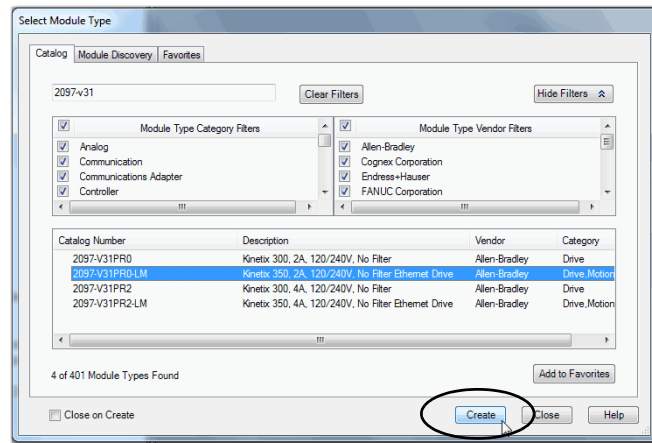 Select Module Type
Catalog Module Discovery Favorites
2097-v31 Clear Filters Hide Filters
Module Type Category Filters Module Type Vendor Filters
Analog Allen-Bradley
Communication Cognex Corporation
Communications Adapter Endress+Hauser
Controller FANUC Corporation
Catalog Number Description Vendor Category
2097-V31PR0 Kinetix 300, 2A, 120/240V, No Filter Allen-Bradley Drive
2097-V31PR0-LM Kinetix 350, 2A, 120/240V, No Filter Ethernet Drive Allen-Bradley Drive,Motion
2097-V31PR2 Kinetix 300, 4A, 120/240V, No Filter Allen-Bradley Drive
2097-V31PR2-LM Kinetix 350, 4A, 120/240V, No Filter Ethernet Drive Allen-Bradley Drive,Motion
4 of 401 Module Types Found Add to Favorites
Close on Create Create Close Help